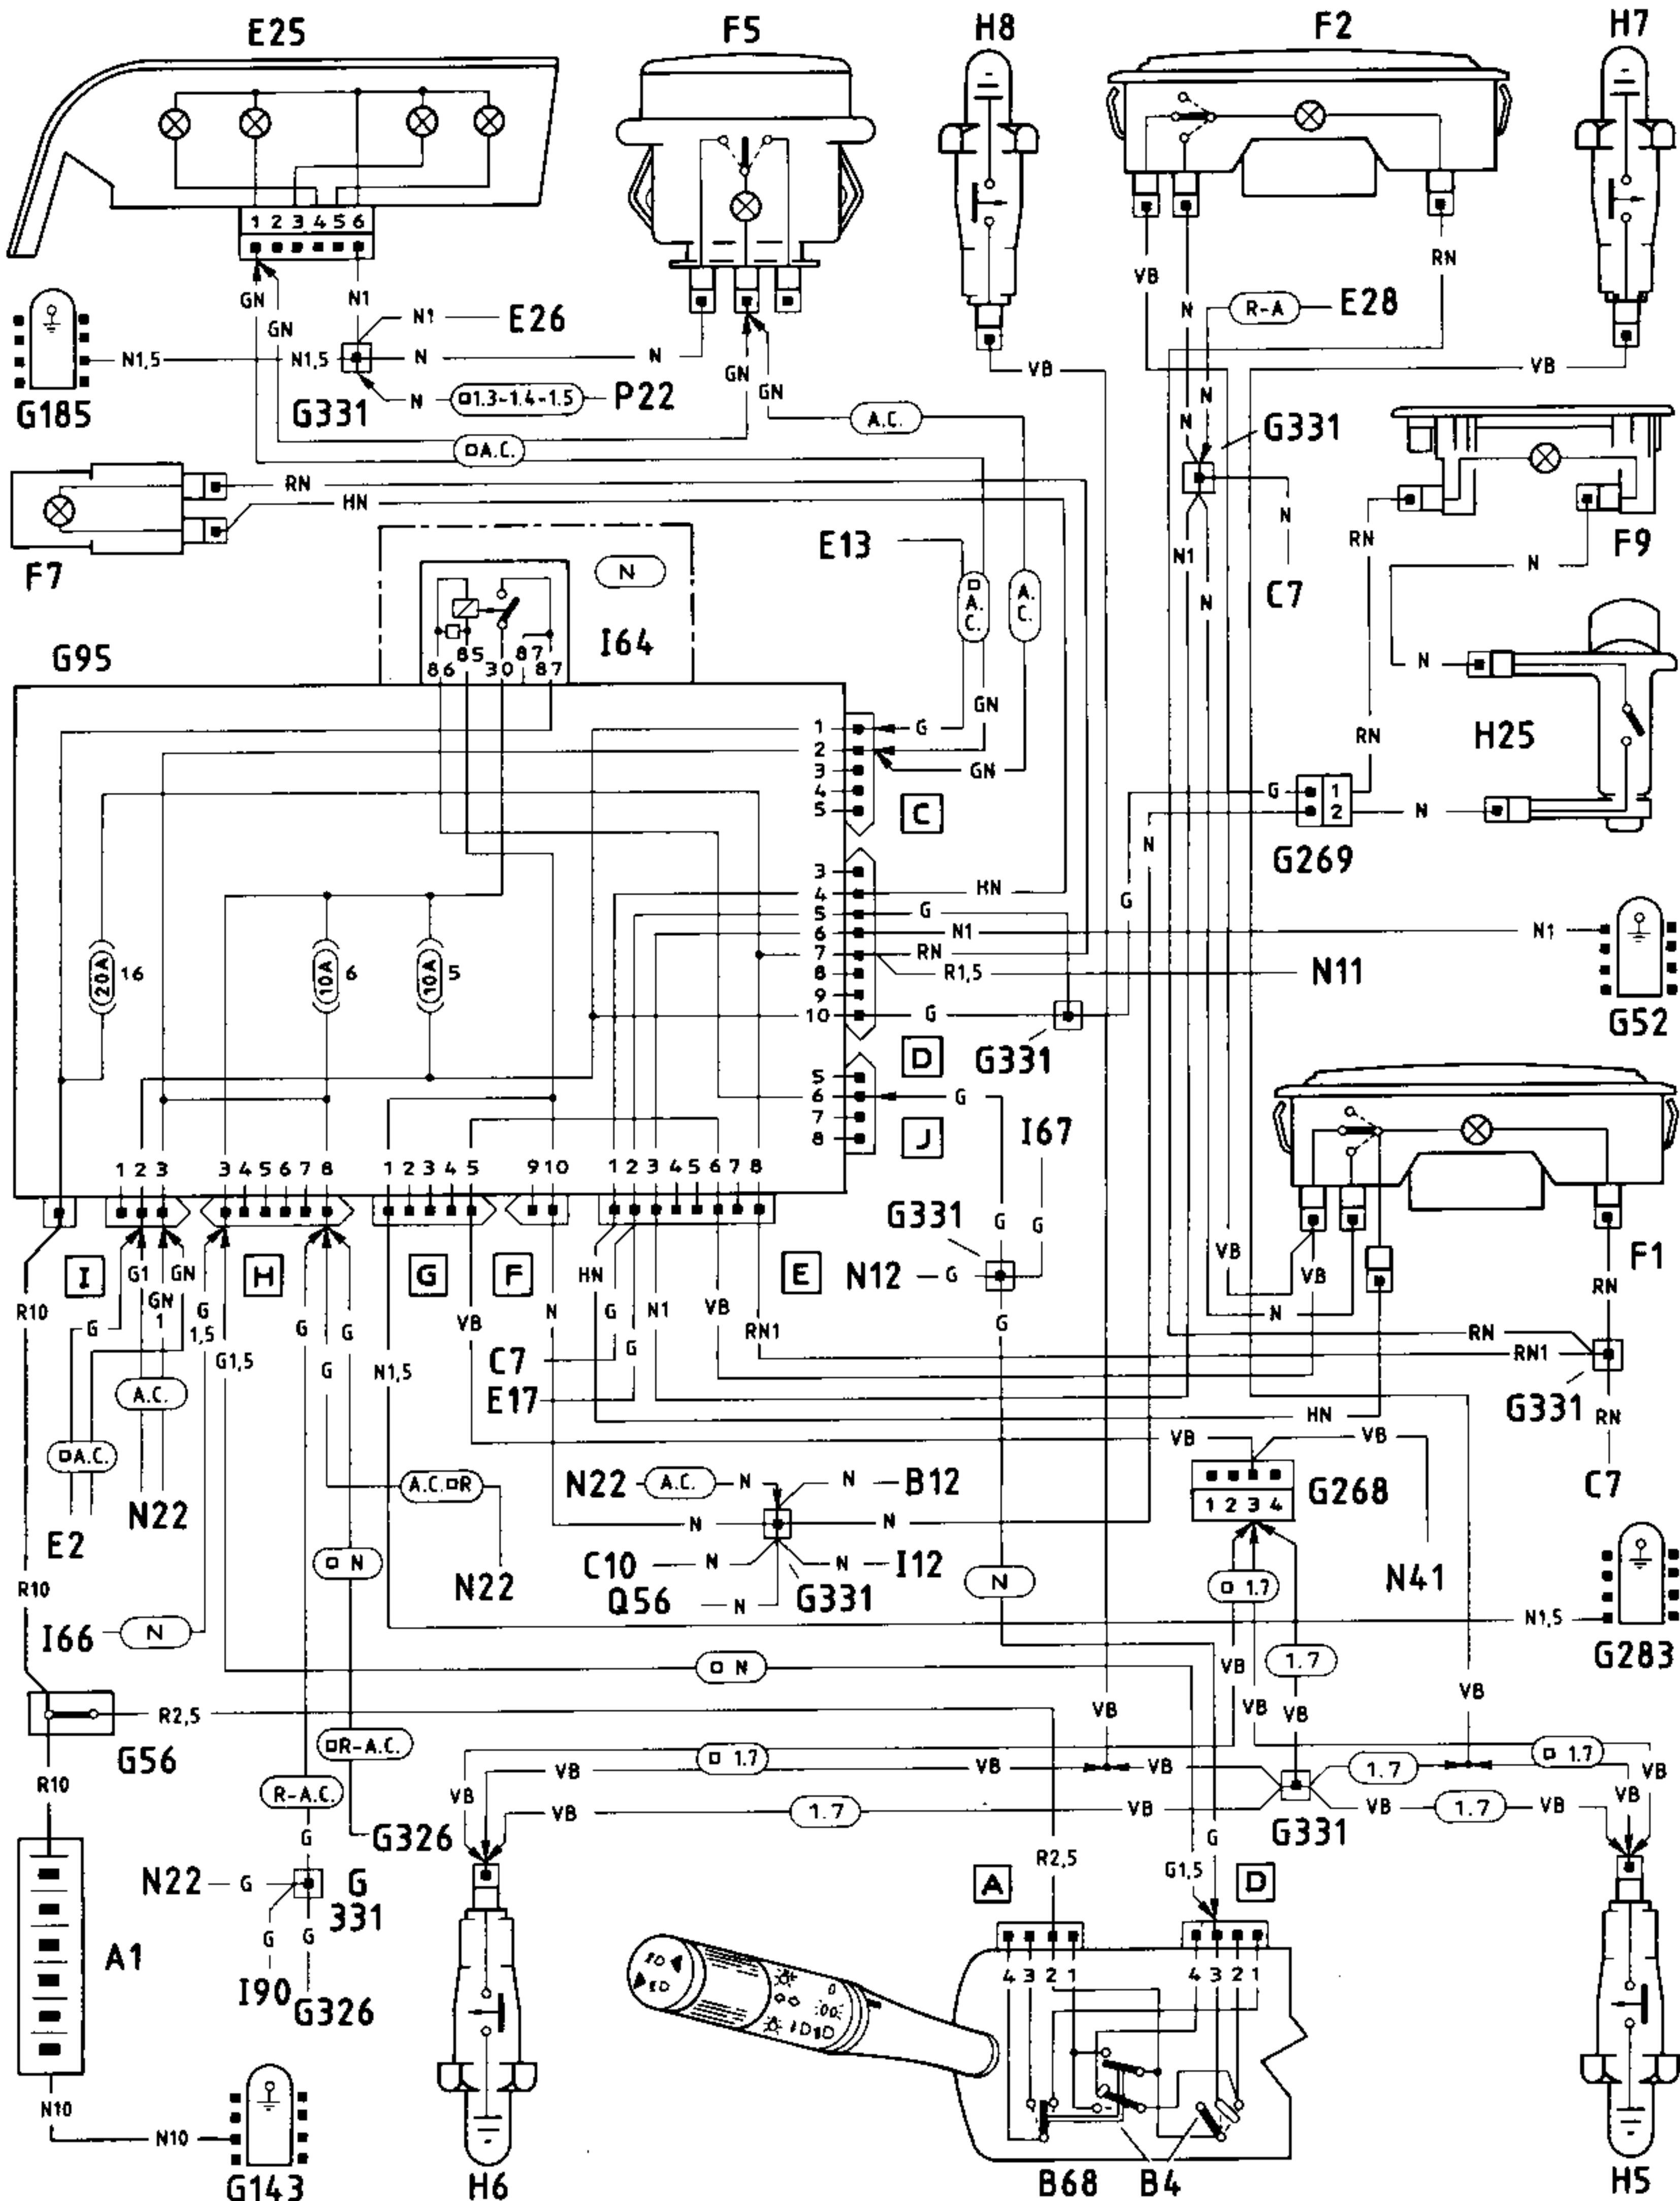 E25 F5 H8 F2 H7
1 2 3 4 5 6
GN N1 GN
N1 E26
G185 N1,5 N1,5 N N
G331 N □1.3-1.4-1.5 P22
GN GN
□A.C. A.C.
VB VB N RN
R-A E28
N N VB
G331
F7 RN HN
E13 □A.C. A.C.
N1 N N C7
RN N F9
N I64
86 85 30 87 87
G95
GN N H25
RN
1 G
2
3 GN
4
5
C
G 1 N
2
N G269
3
4 HN
5 G
6 N1 N1
7 RN
8 R1,5 N11
9
10 G
G
D G331 G52
20A 16 10A 6 10A 5
5
6 G
7
8
J I67
1 2 3 3 4 5 6 7 8 1 2 3 4 5 9 10 1 2 3 4 5 6 7 8
I H G F E
G331 G G
N12 G
G
F1
VB VB N RN
R10 G1 GN GN1 G1,5 G
G1,5 G G G
N1,5 VB N HN G N1 VB RN1
C7
E17
RN
RN1
G331 RN
HN
C7
VB VB
A.C.
□A.C.
E2 N22
A.C.□R
N22
N22 A.C. N N B12
N N
C10 N N I12
Q56 N G331
1 2 3 4 G268
N41
□ N
N
□ 1.7
R10
I66 N
N1,5
G283
□ N
VB 1.7
VB VB VB VB
R2,5
G56
□R-A.C.
□ 1.7 □ 1.7
VB VB VB 1.7 VB
R10
R-A.C.
VB VB 1.7 VB VB 1.7 VB
G331
G G326
R2,5 G G1,5
N22 G G331
G G
A D
A1
I90 G326
4 3 2 1 4 3 2 1
N10
N10
G143 H6 B68 B4 H5